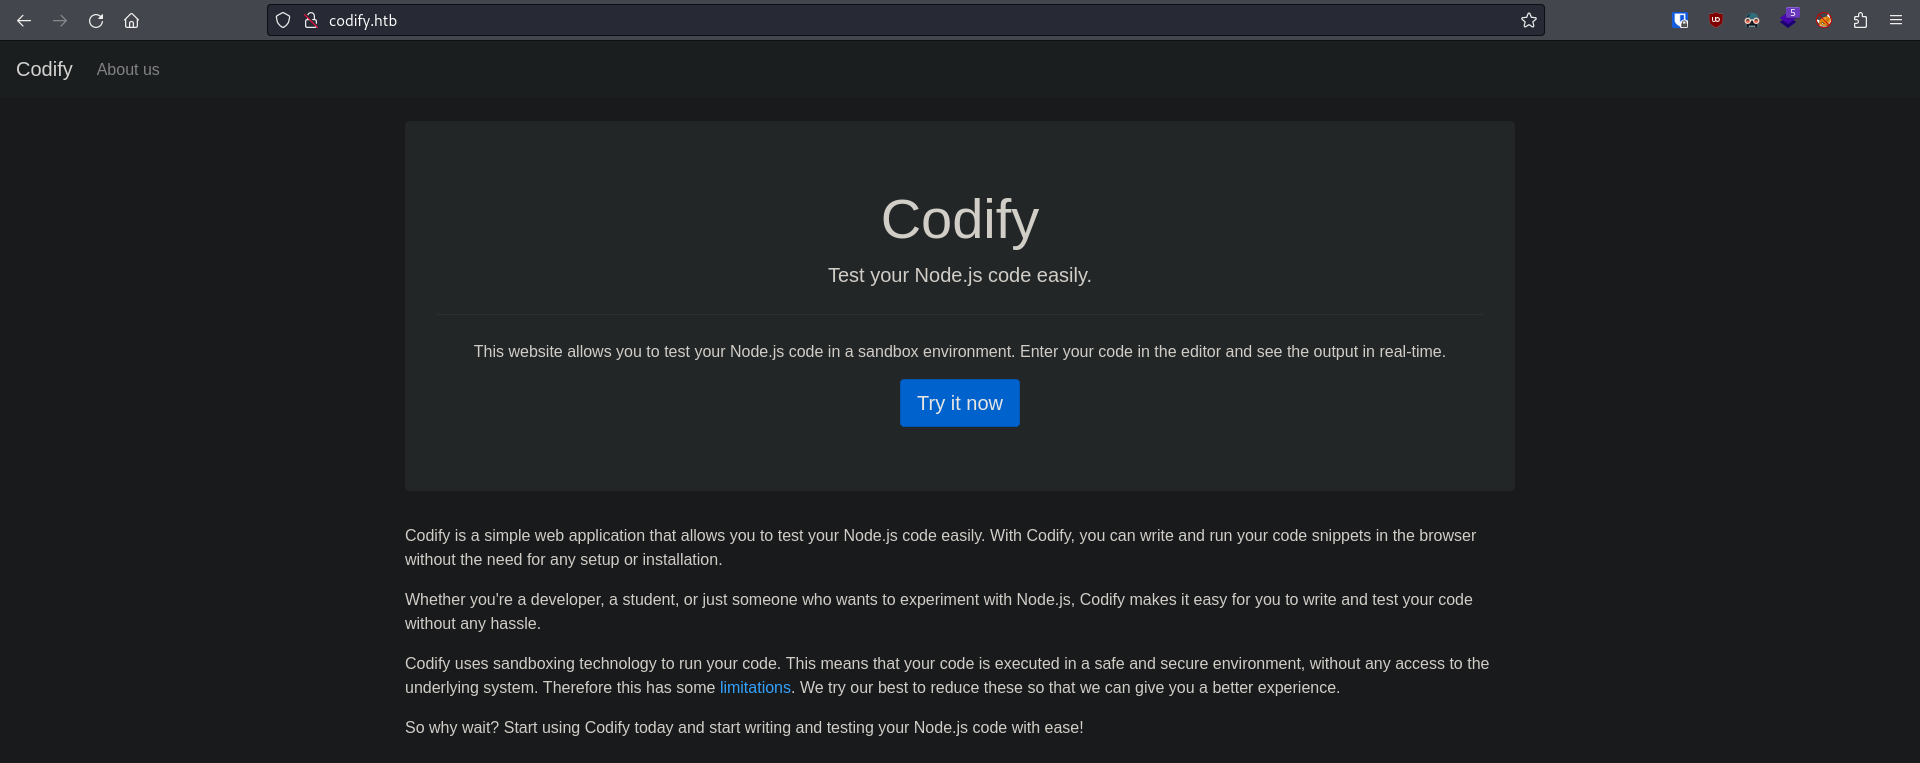 codify.htb
5
UD
Codify
About us
Codify
Test your Node.js code easily.
This website allows you to test your Node.js code in a sandbox environment. Enter your code in the editor and see the output in real-time.
Try it now
Codify is a simple web application that allows you to test your Node.js code easily. With Codify, you can write and run your code snippets in the browser
without the need for any setup or installation.
Whether you're a developer, a student, or just someone who wants to experiment with Node.js, Codify makes it easy for you to write and test your code
without any hassle.
Codify uses sandboxing technology to run your code. This means that your code is executed in a safe and secure environment, without any access to the
underlying system. Therefore this has some limitations. We try our best to reduce these so that we can give you a better experience.
So why wait? Start using Codify today and start writing and testing your Node.js code with ease!